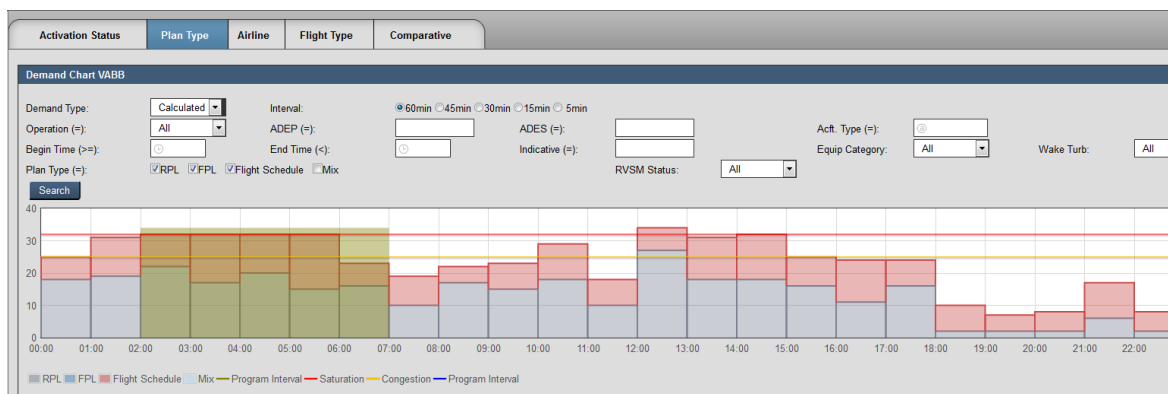 Activation Status Plan Type Airline Flight Type Comparative
Demand Chart VABB
Demand Type: Calculated Interval: 60min 45min 30min 15min 5min
Operation (=): All ADEP (=): ADES (=): Acft. Type (=):
Begin Time (>=): End Time (<): Indicative (=): Equip Category: All Wake Turb: All
Plan Type (=): RPL FPL Flight Schedule Mix RVSM Status: All
Search
40
30
20
10
0
00:00 01:00 02:00 03:00 04:00 05:00 06:00 07:00 08:00 09:00 10:00 11:00 12:00 13:00 14:00 15:00 16:00 17:00 18:00 19:00 20:00 21:00 22:00
RPL FPL Flight Schedule Mix Program Interval Saturation Congestion Program Interval